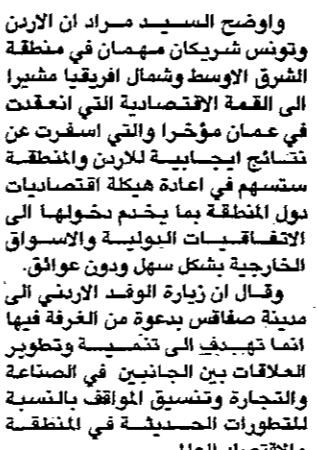 واوضح السيد مراد ان الاردن
وتونس شريكان مهمان في منطقة
الشرق الاوسط وشمال افريقيا مشيرا
الى القمة الاقتصادية التي انعقدت
في عمان مؤخرا والتي اسفرت عن
نتائج ايجابية للاردن والمنطقة
ستسهم في اعادة هيكلة اقتصاديات
دول المنطقة بما يخدم دخولها الى
الاتفاقيات الدولية والاسواق
الخارجية بشكل سهل ودون عوائق.
وقال ان زيارة الوفد الاردني الى
مدينة صفاقس بدعوة من الغرفة فيها
انما تهدف الى تنمية وتطوير
العلاقات بين الجانبين في الصناعة
والتجارة وتنسيق المواقف بالنسبة
للتطورات الحديثة في المنطقة